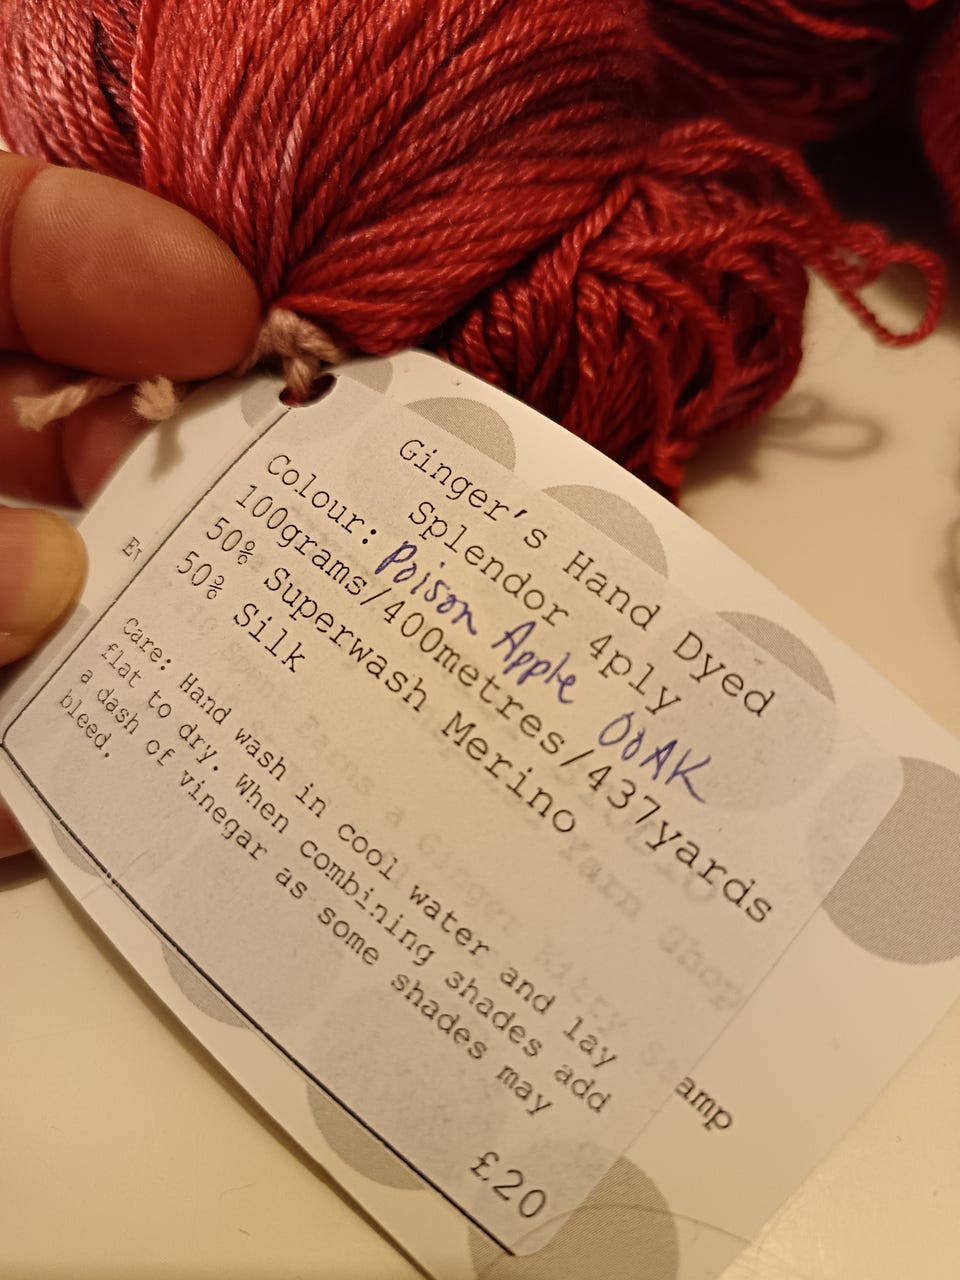 Ginger's Hand Dyed
Splendor 4ply
Colour: Poison Apple OOAK
100grams/400metres/437yards
50% Superwash Merino
50% Silk
Care: Hand wash in cool water and lay
flat to dry. When combining shades add
a dash of vinegar as some shades may
bleed.
£20